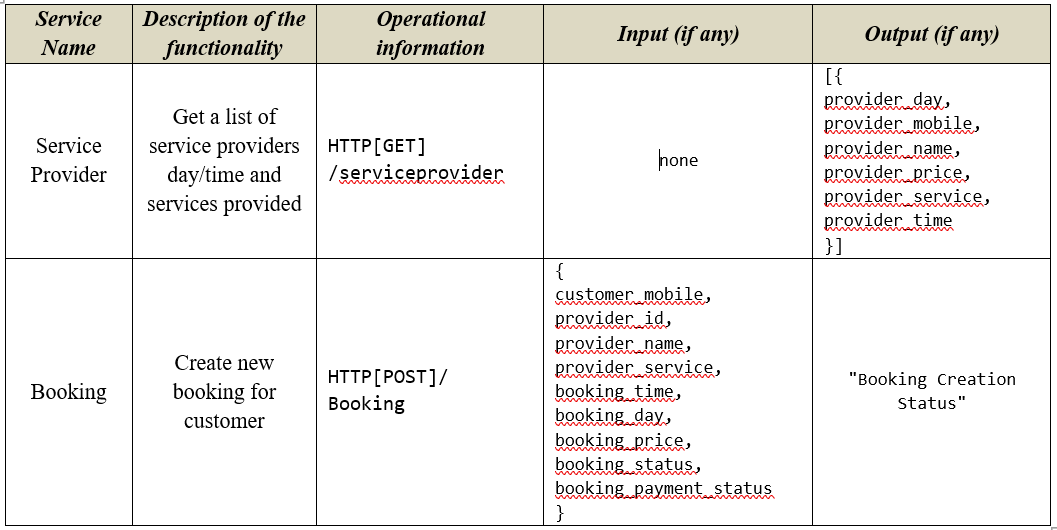 Service Name
Description of the functionality
Operational information
Input (if any)
Output (if any)
Service
Provider
Get a list of
service providers
day/time and
services provided
HTTP[GET]
/serviceprovider
none
[{
provider_day,
provider_mobile,
provider_name,
provider_price,
provider_service,
provider_time
}]
Booking
Create new
booking for
customer
HTTP[POST]/
Booking
{
customer_mobile,
provider_id,
provider_name,
provider_service,
booking_time,
booking_day,
booking_price,
booking_status,
booking_payment_status
}
"Booking Creation
Status"